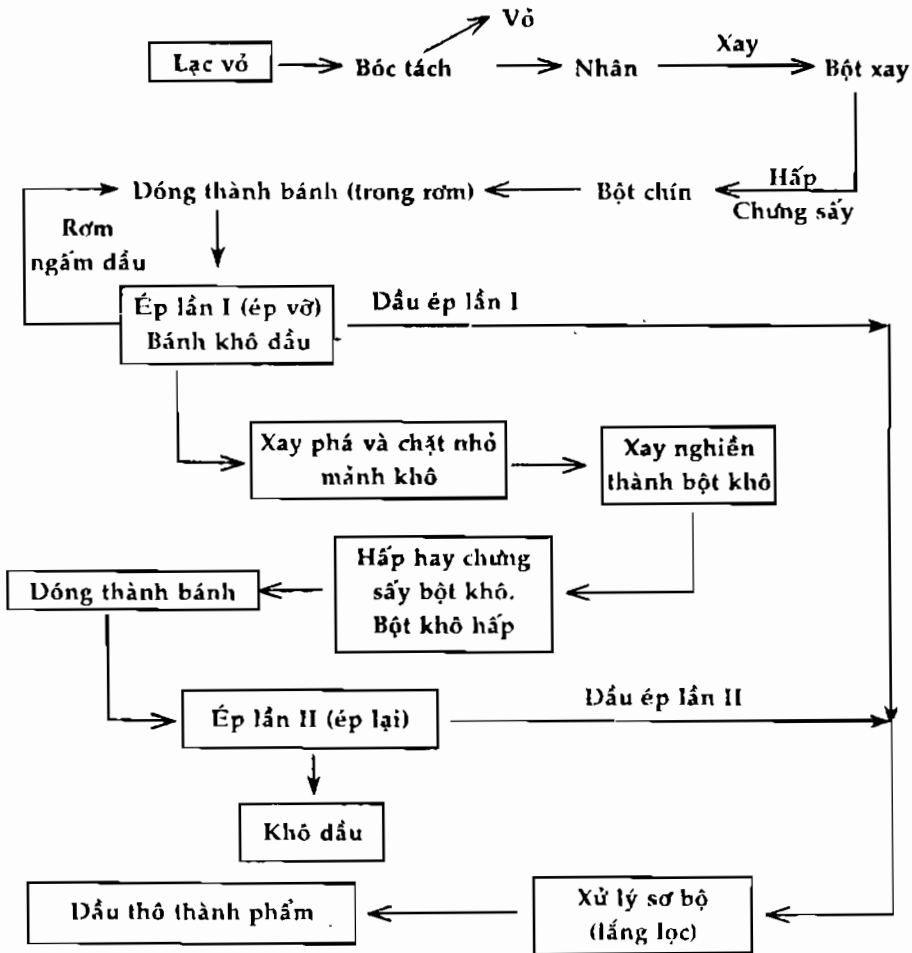 Vỏ
Lạc vỏ
Bóc tách
Nhân
Xay
Bột xay
Dóng thành bánh (trong rơm)
Bột chín
Hấp
Chưng sấy
Rơm
ngấm dầu
Ép lần I (ép vỡ)
Bánh khô dầu
Dầu ép lần I
Xay phá và chặt nhỏ
mảnh khô
Xay nghiền
thành bột khô
Hấp hay chưng
sấy bột khô.
Bột khô hấp
Dóng thành bánh
Ép lần II (ép lại)
Dầu ép lần II
Khô dầu
Dầu thô thành phẩm
Xử lý sơ bộ
(lắng lọc)